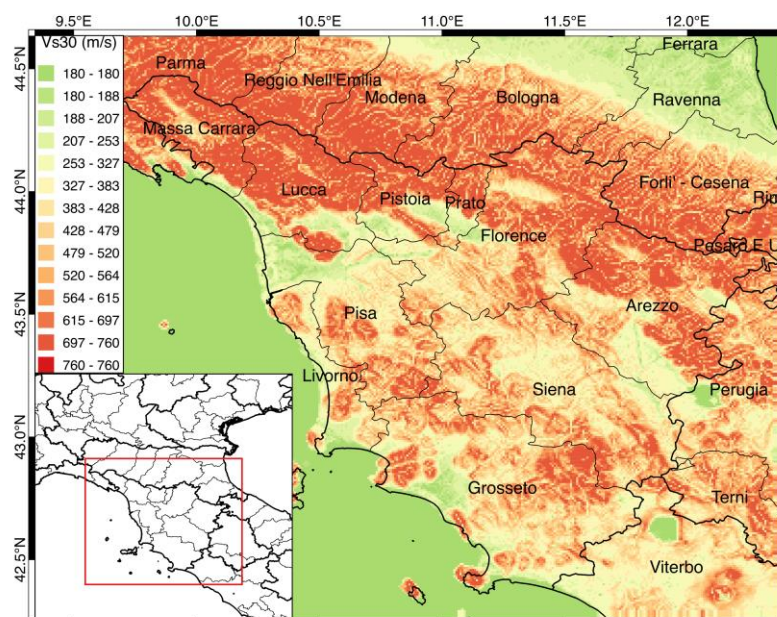 9.5°E 10.0°E 10.5°E 11.0°E 11.5°E 12.0°E
Vs30 (m/s)
180 - 180
180 - 188
188 - 207
207 - 253
253 - 327
327 - 383
383 - 428
428 - 479
479 - 520
520 - 564
564 - 615
615 - 697
697 - 760
760 - 760
44.5°N
44.0°N
43.5°N
43.0°N
42.5°N
Ferrara
Parma
Reggio Nell'Emilia
Modena
Bologna
Ravenna
Massa Carrara
Lucca
Pistoia
Prato
Forli' - Cesena
Florence
Pesaro E U
Arezzo
Pisa
Livorno
Siena
Perugia
Grosseto
Terni
Viterbo